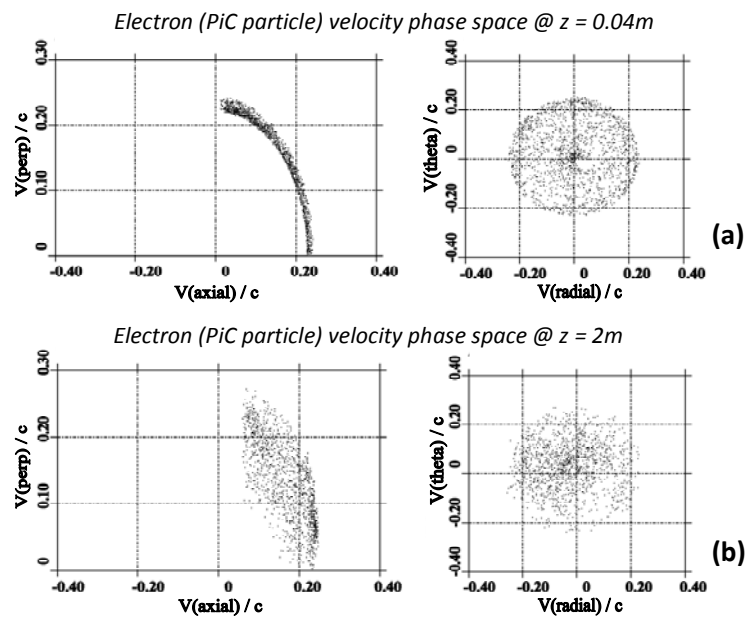 Electron (PiC particle) velocity phase space @ z = 0.04m
V(perp) / c
0.30
0.20
0.10
0
-0.40 -0.20 0 0.20 0.40
V(axial) / c
V(theta) / c
0.40
0.20
0
-0.20
-0.40
-0.40 -0.20 0 0.20 0.40
V(radial) / c
(a)
Electron (PiC particle) velocity phase space @ z = 2m
V(perp) / c
0.30
0.20
0.10
0
-0.40 -0.20 0 0.20 0.40
V(axial) / c
V(theta) / c
0.40
0.20
0
-0.20
-0.40
-0.40 -0.20 0 0.20 0.40
V(radial) / c
(b)